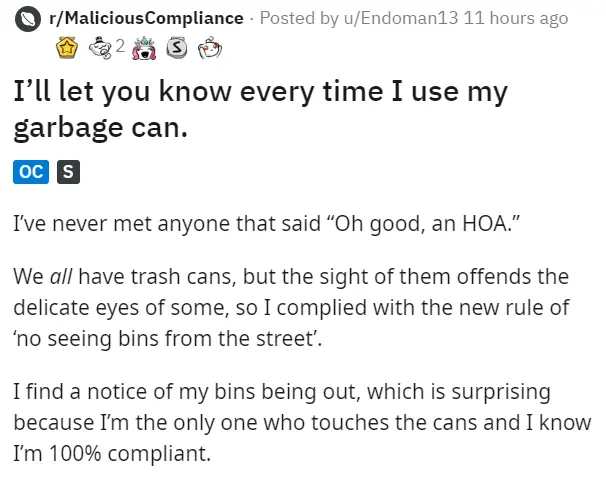 r/MaliciousCompliance · Posted by u/Endoman13 11 hours ago
2 S
I’ll let you know every time I use my
garbage can.
OC S
I’ve never met anyone that said “Oh good, an HOA.”
We all have trash cans, but the sight of them offends the
delicate eyes of some, so I complied with the new rule of
‘no seeing bins from the street’.
I find a notice of my bins being out, which is surprising
because I’m the only one who touches the cans and I know
I’m 100% compliant.